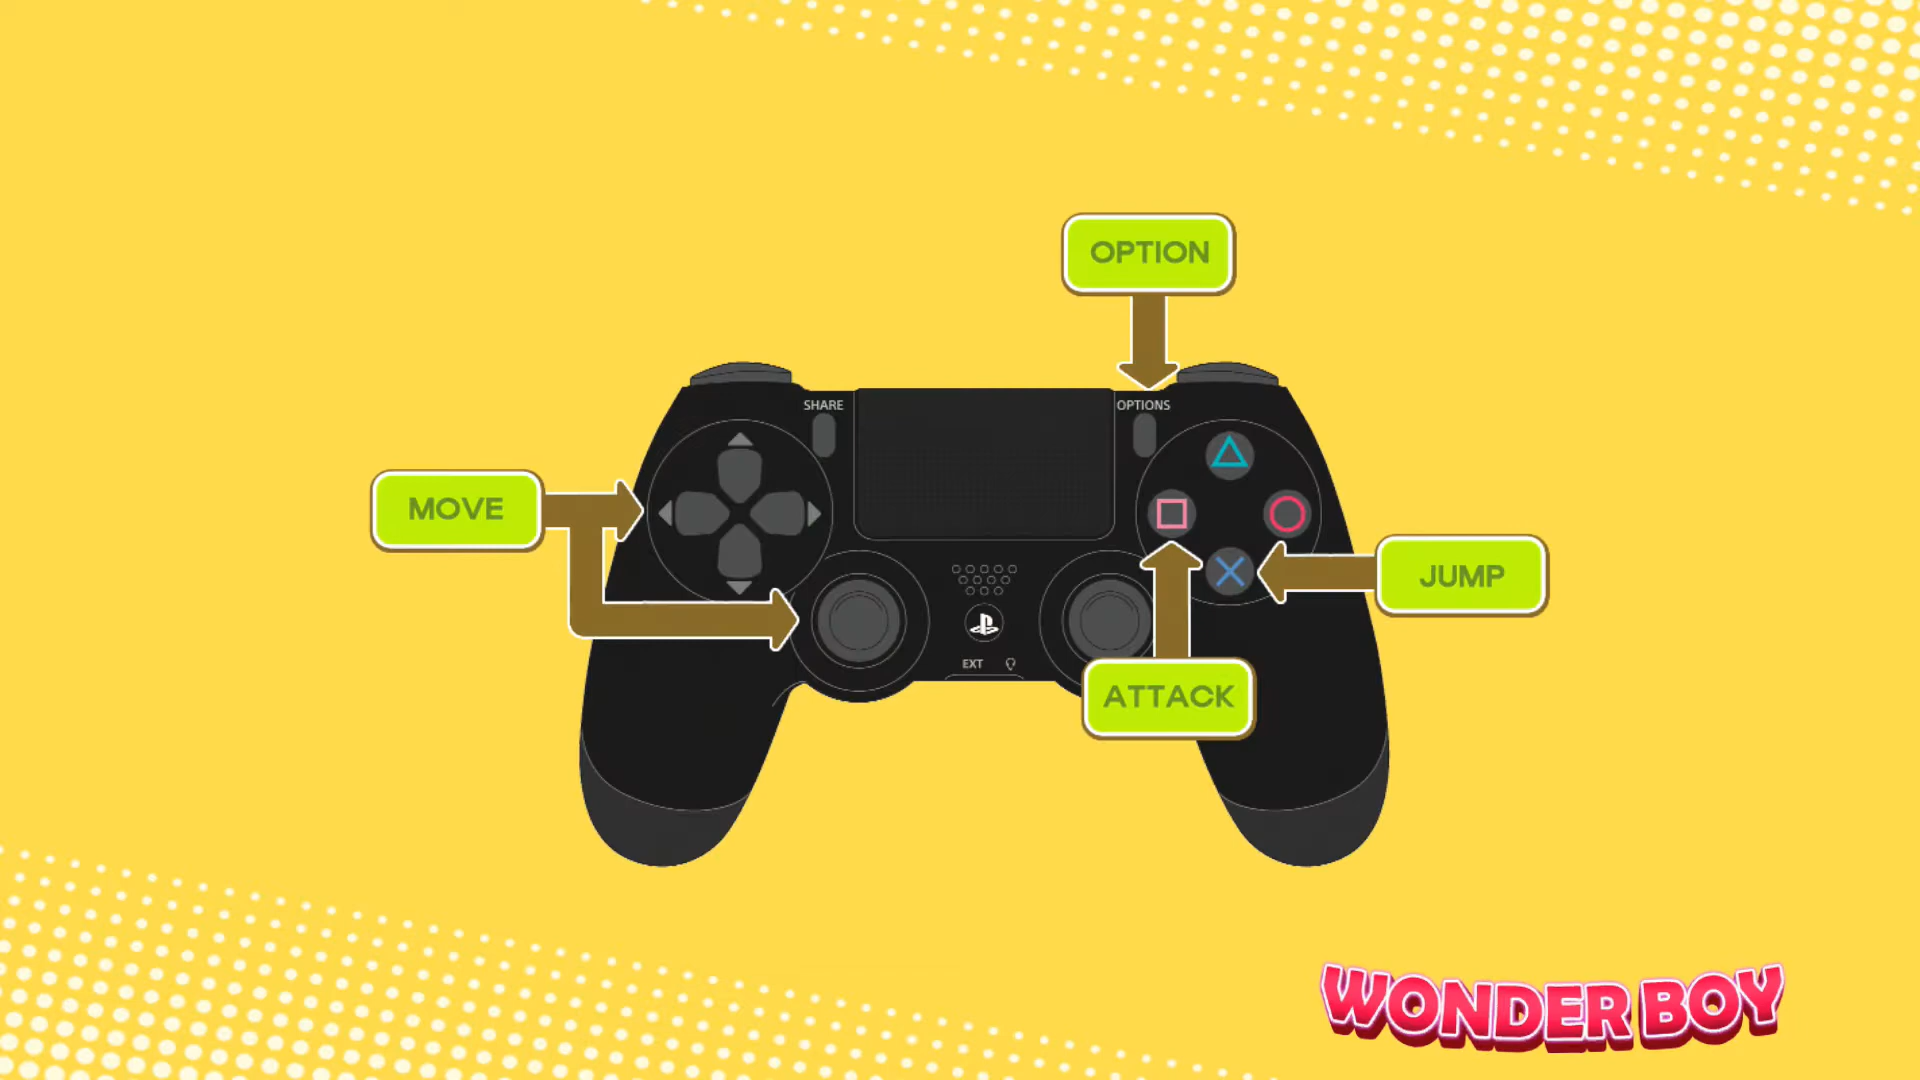 OPTION
SHARE
OPTIONS
MOVE
JUMP
EXT
ATTACK
WONDER BOY